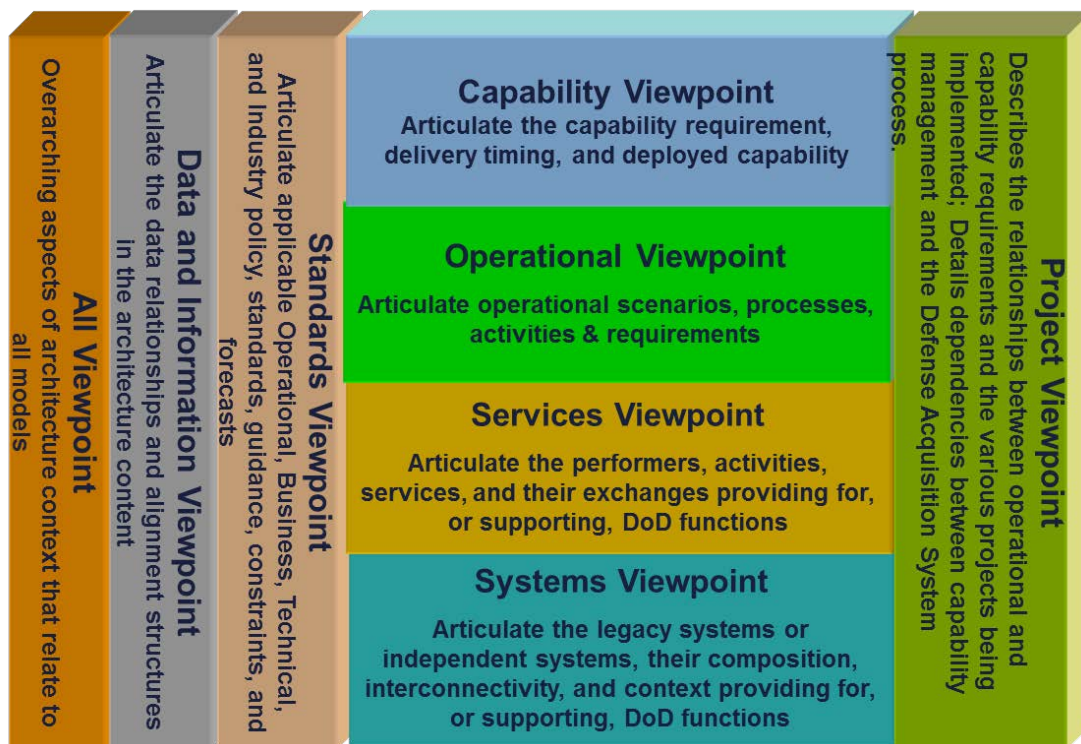 All Viewpoint
Overarching aspects of architecture context that relate to
all models
Data and Information Viewpoint
Articulate the data relationships and alignment structures
in the architecture content
Standards Viewpoint
Articulate applicable Operational, Business, Technical,
and Industry policy, standards, guidance, constraints, and
forecasts
Capability Viewpoint
Articulate the capability requirement,
delivery timing, and deployed capability
Operational Viewpoint
Articulate operational scenarios, processes,
activities & requirements
Services Viewpoint
Articulate the performers, activities,
services, and their exchanges providing for,
or supporting, DoD functions
Systems Viewpoint
Articulate the legacy systems or
independent systems, their composition,
interconnectivity, and context providing for,
or supporting, DoD functions
Project Viewpoint
Describes the relationships between operational and
capability requirements and the various projects being
implemented; Details dependencies between capability
management and the Defense Acquisition System
process.